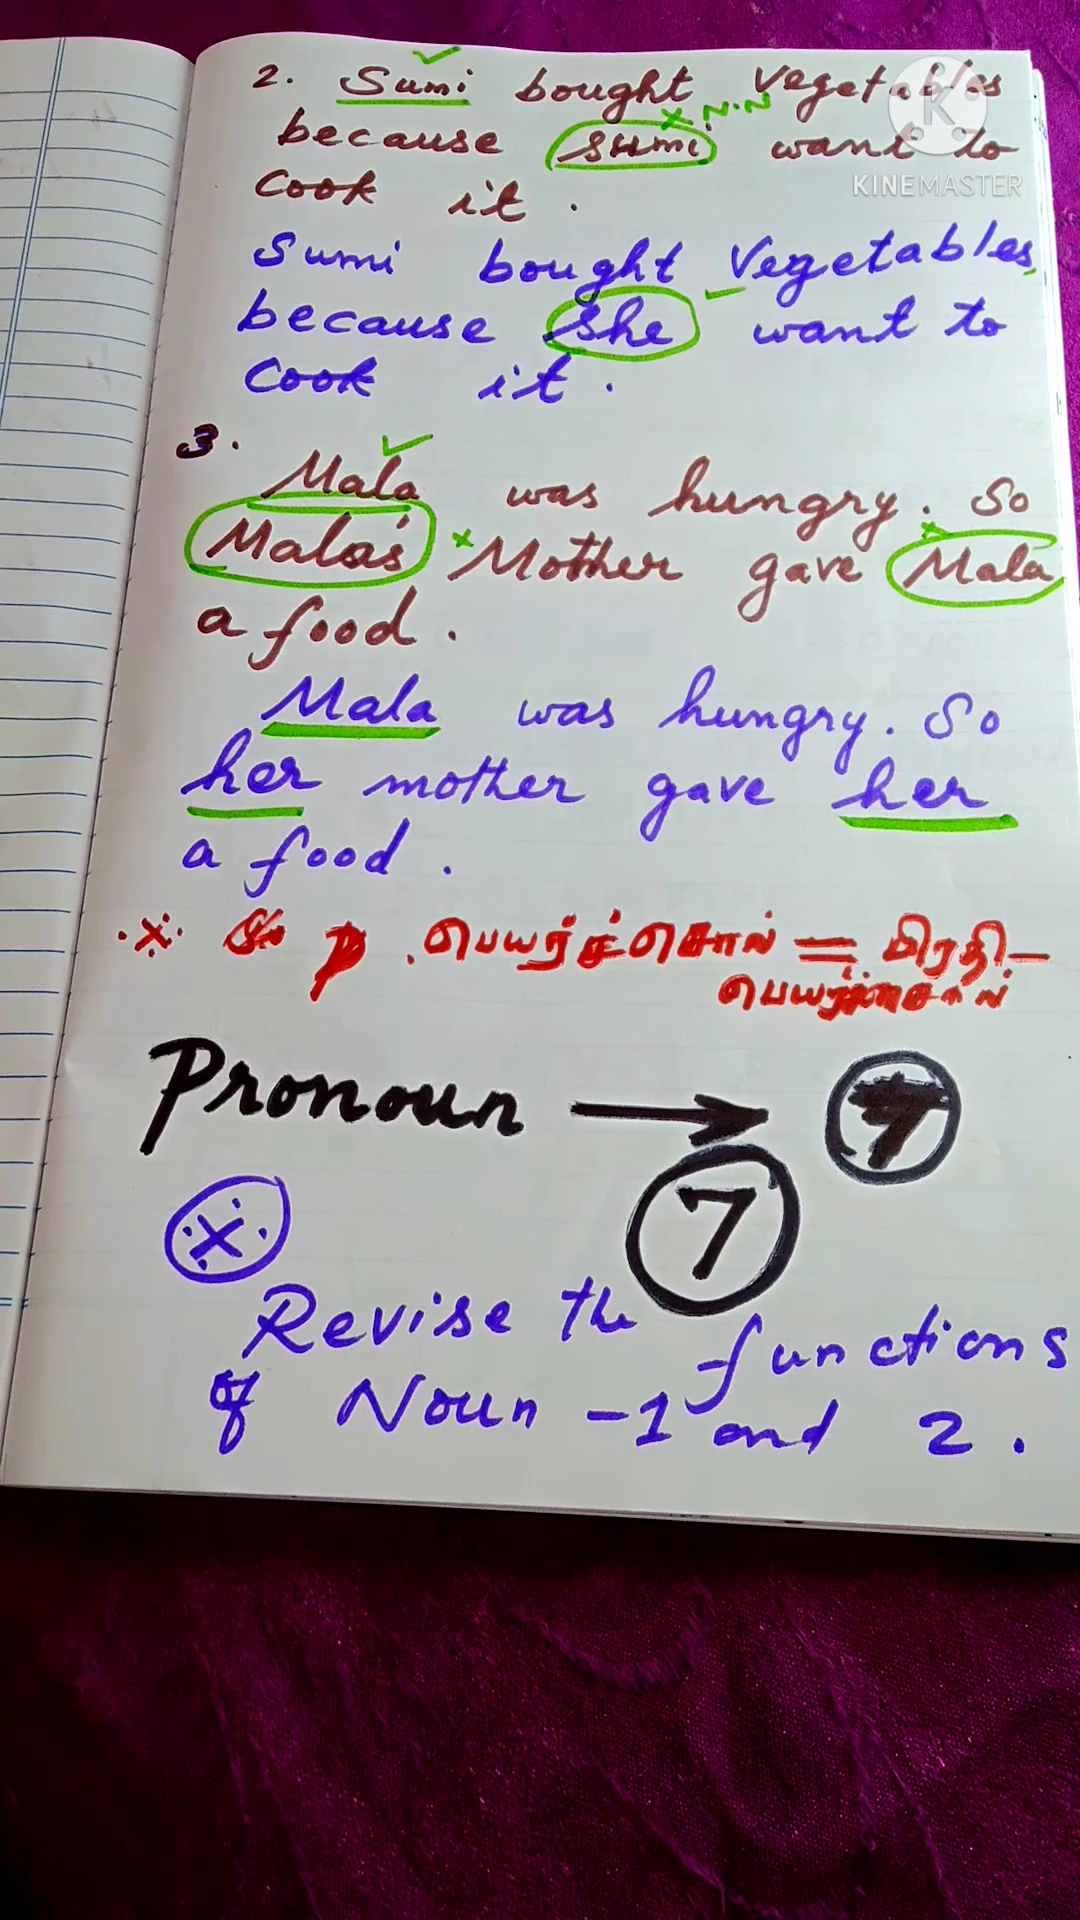 2. Sumi bought vegetables
N.N
because sumi want to
Cook it.
KINEMASTER
Sumi bought Vegetables,
because she want to
Cook it.
3.
Mala was hungry. So
Mala's Mother gave Mala
a food.
Mala was hungry. So
her mother gave her
a food.
P. பெயர்ச்சொல் = பிரதி-
பெயர்ச்சொல்
Pronoun → 7
7
Revise the functions
of Noun -1 and 2.